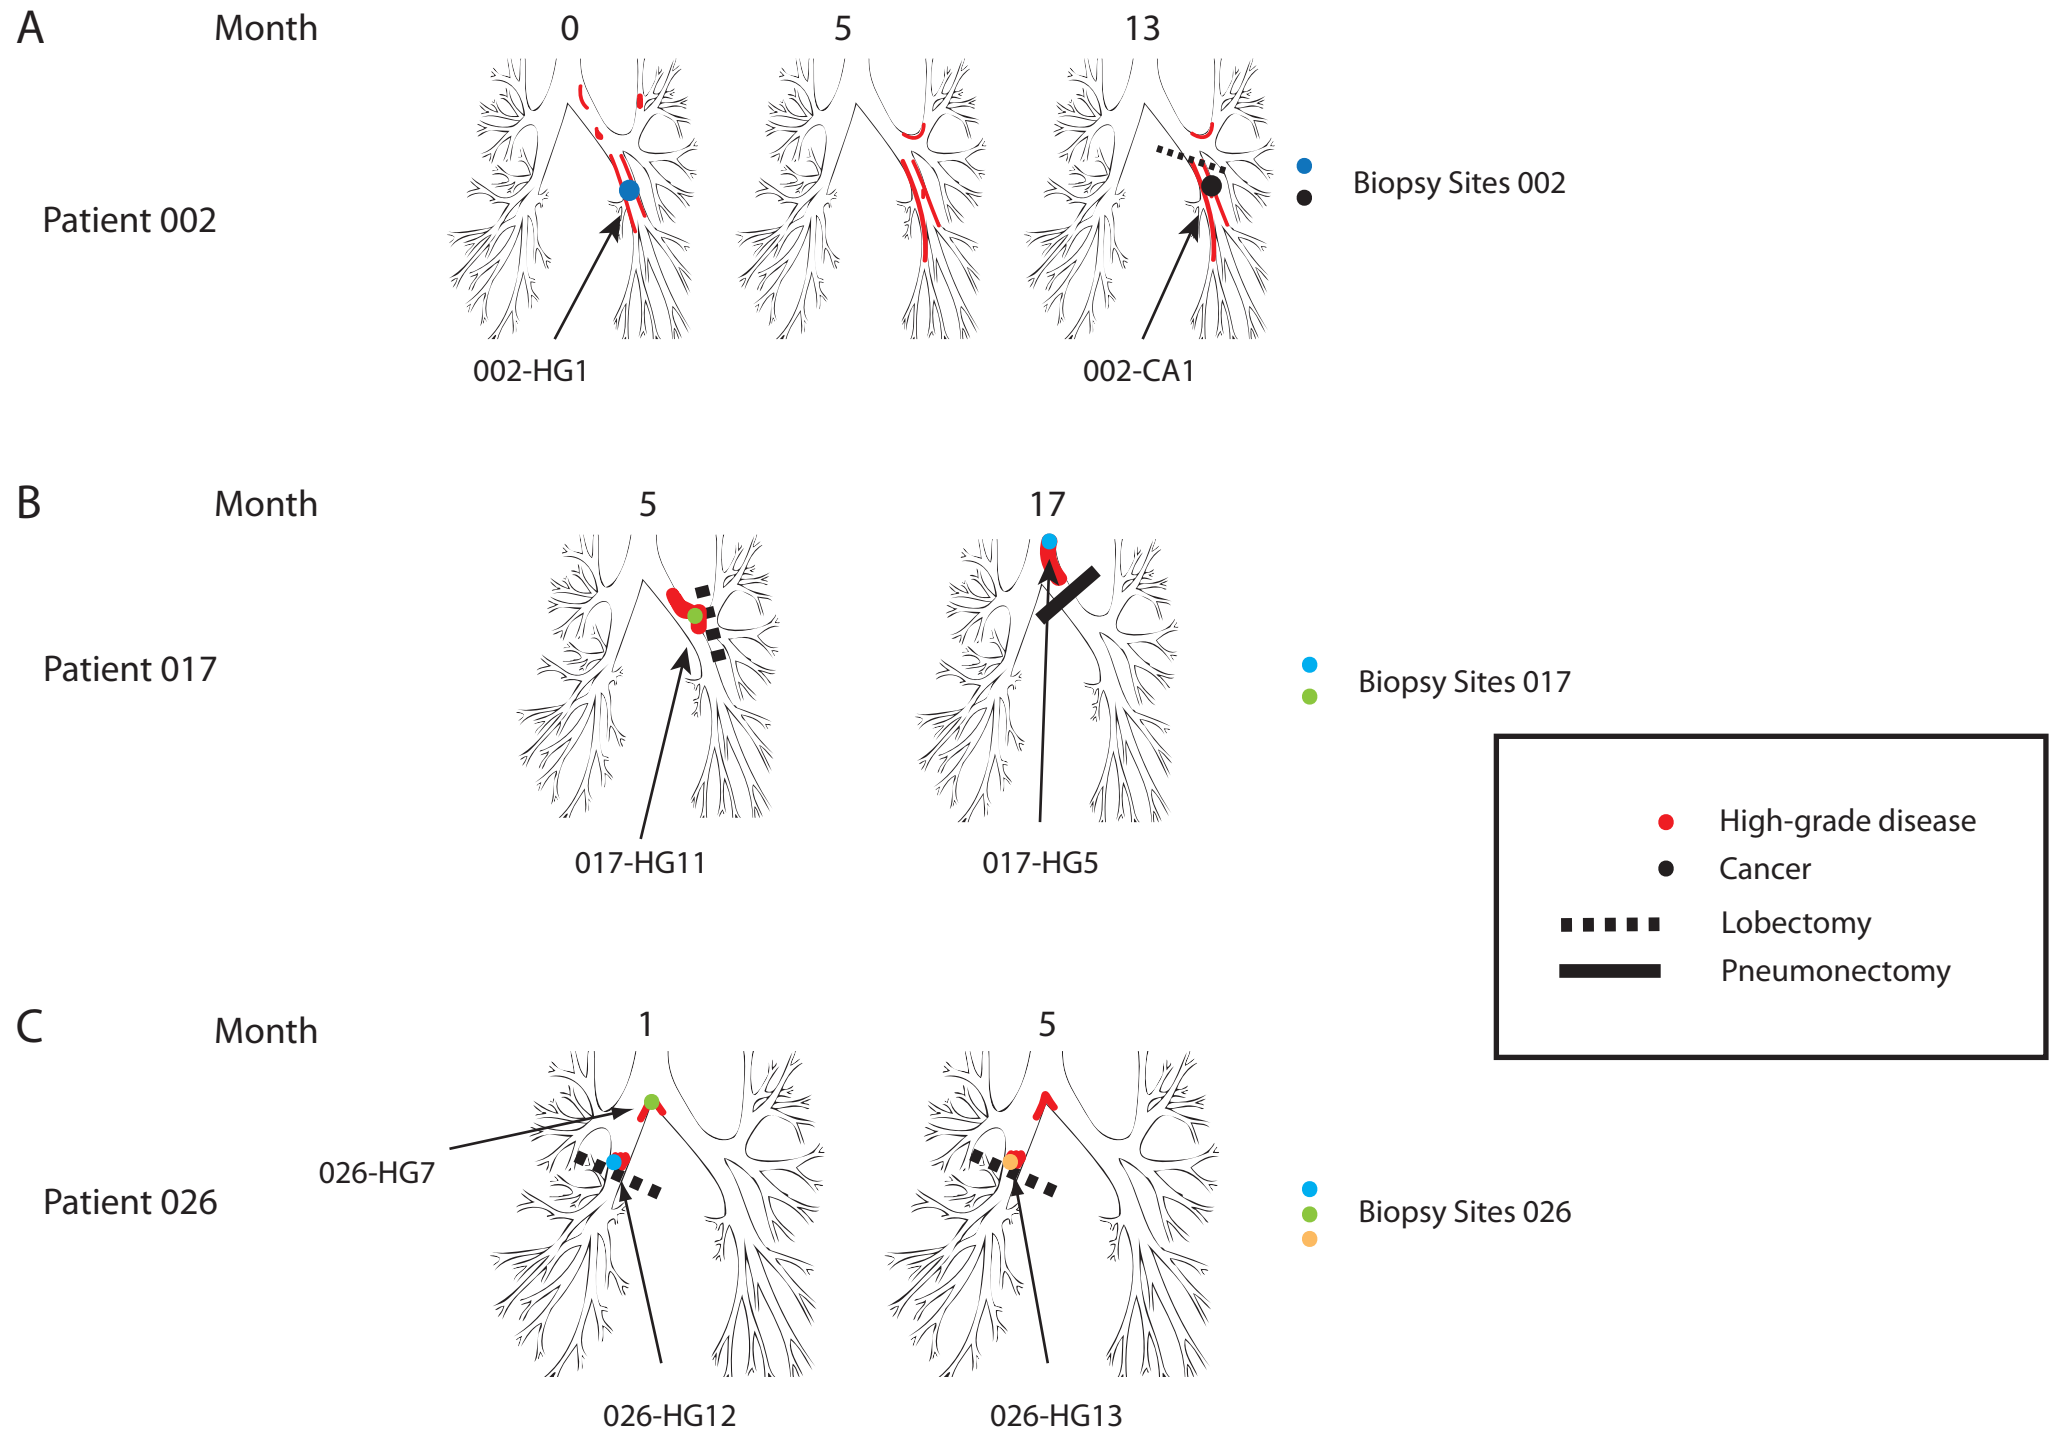 A Month 0 5 13
Patient 002
Biopsy Sites 002
002-HG1 002-CA1
B Month 5 17
Patient 017
Biopsy Sites 017
017-HG11 017-HG5
High-grade disease
Cancer
Lobectomy
Pneumonectomy
C Month 1 5
026-HG7
Patient 026
Biopsy Sites 026
026-HG12 026-HG13